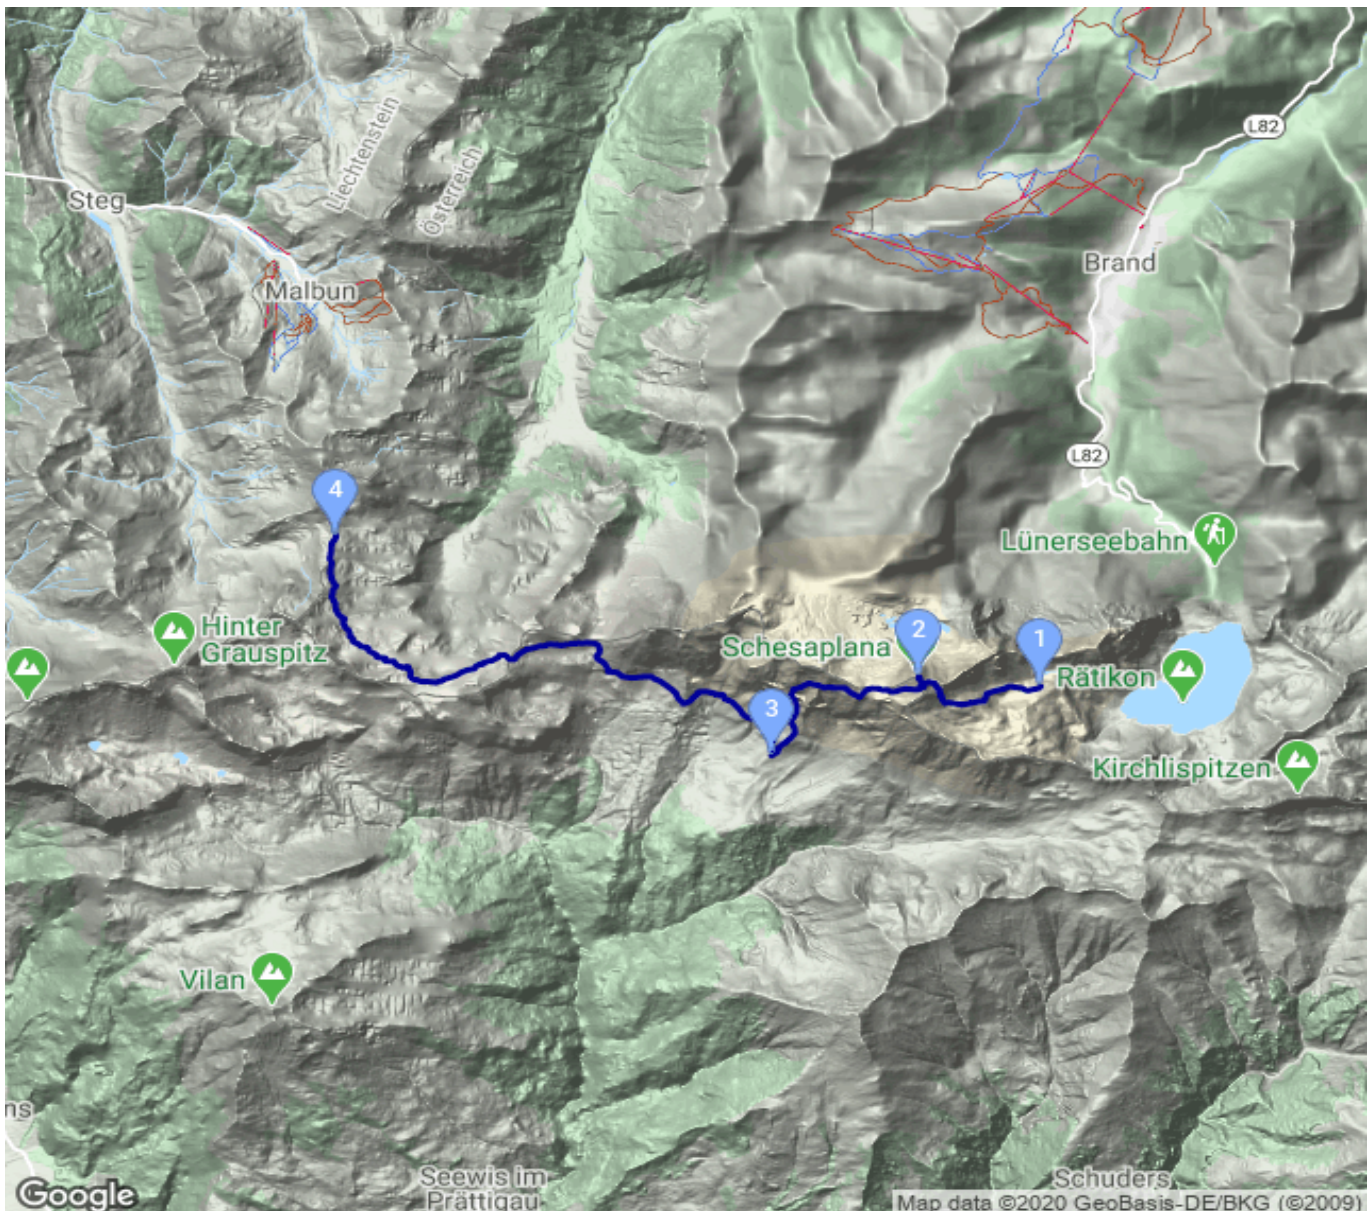 L82
Liechtenstein
Österreich
Steg
Malbun
Brand
L82
4
Lünerseebahn
Hinter
Grauspitz
2
1
Schesaplana
Rätikon
3
Kirchlispitzen
Vilan
ns
Seewis im
Prättigau
Schuders
Google
Map data ©2020 GeoBasis-DE/BKG (©2009)